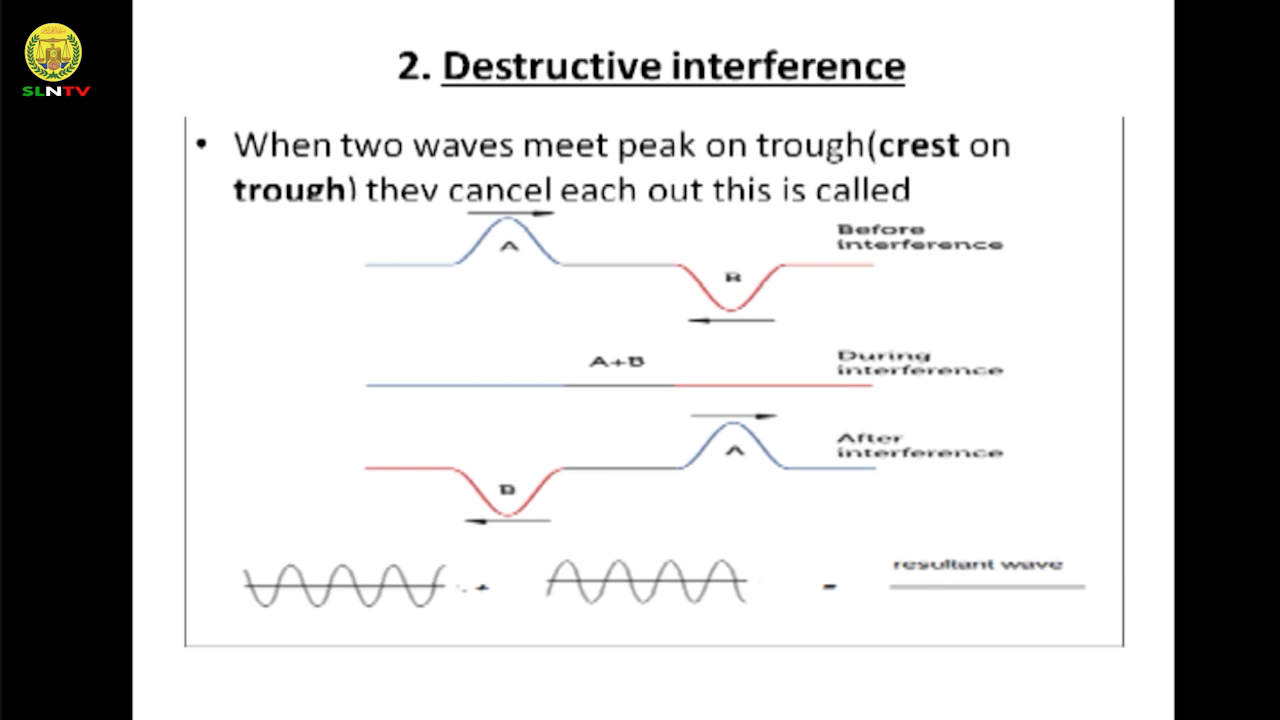 SLNTV
2. Destructive interference
• When two waves meet peak on trough(crest on
trough) they cancel each out this is called
A
Before
interference
B
A+B
During
interference
A
After
interference
B
+
=
resultant wave